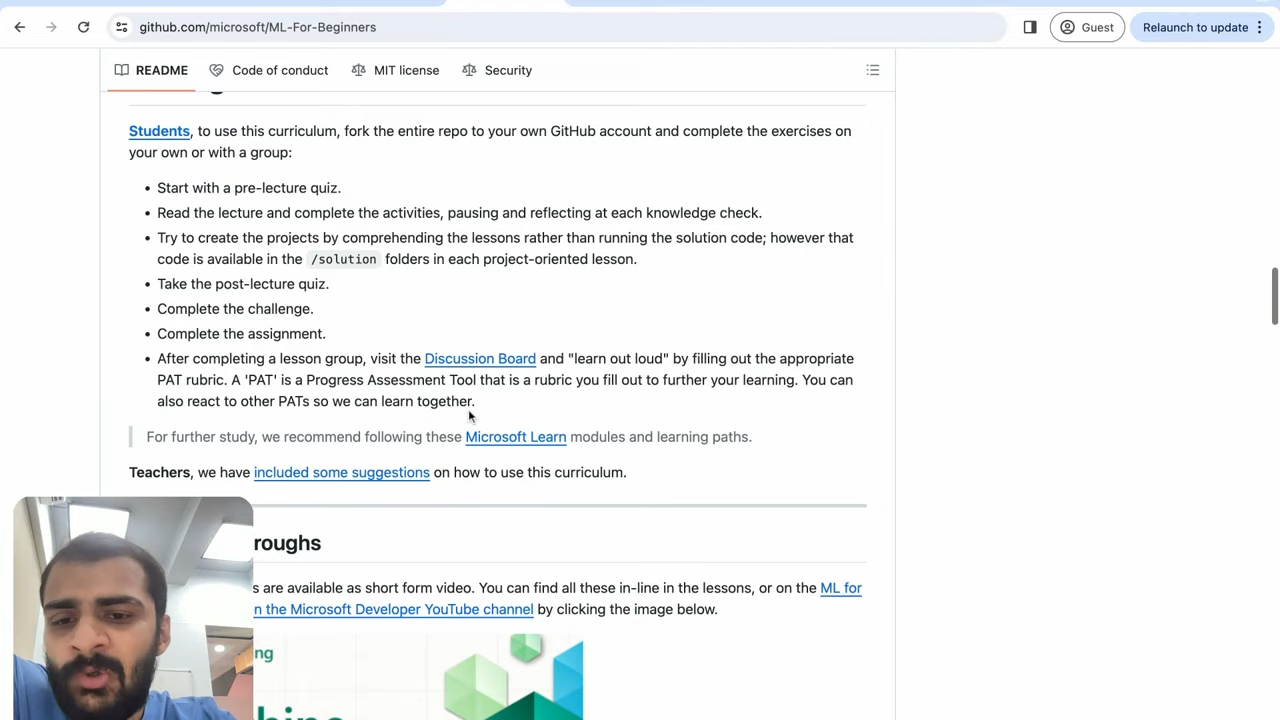 github.com/microsoft/ML-For-Beginners
Guest
Relaunch to update
README
Code of conduct
MIT license
Security
Students, to use this curriculum, fork the entire repo to your own GitHub account and complete the exercises on
your own or with a group:
• Start with a pre-lecture quiz.
• Read the lecture and complete the activities, pausing and reflecting at each knowledge check.
• Try to create the projects by comprehending the lessons rather than running the solution code; however that
code is available in the /solution folders in each project-oriented lesson.
• Take the post-lecture quiz.
• Complete the challenge.
• Complete the assignment.
• After completing a lesson group, visit the Discussion Board and "learn out loud" by filling out the appropriate
PAT rubric. A 'PAT' is a Progress Assessment Tool that is a rubric you fill out to further your learning. You can
also react to other PATs so we can learn together.
For further study, we recommend following these Microsoft Learn modules and learning paths.
Teachers, we have included some suggestions on how to use this curriculum.
roughs
s are available as short form video. You can find all these in-line in the lessons, or on the ML for
n the Microsoft Developer YouTube channel by clicking the image below.
ng